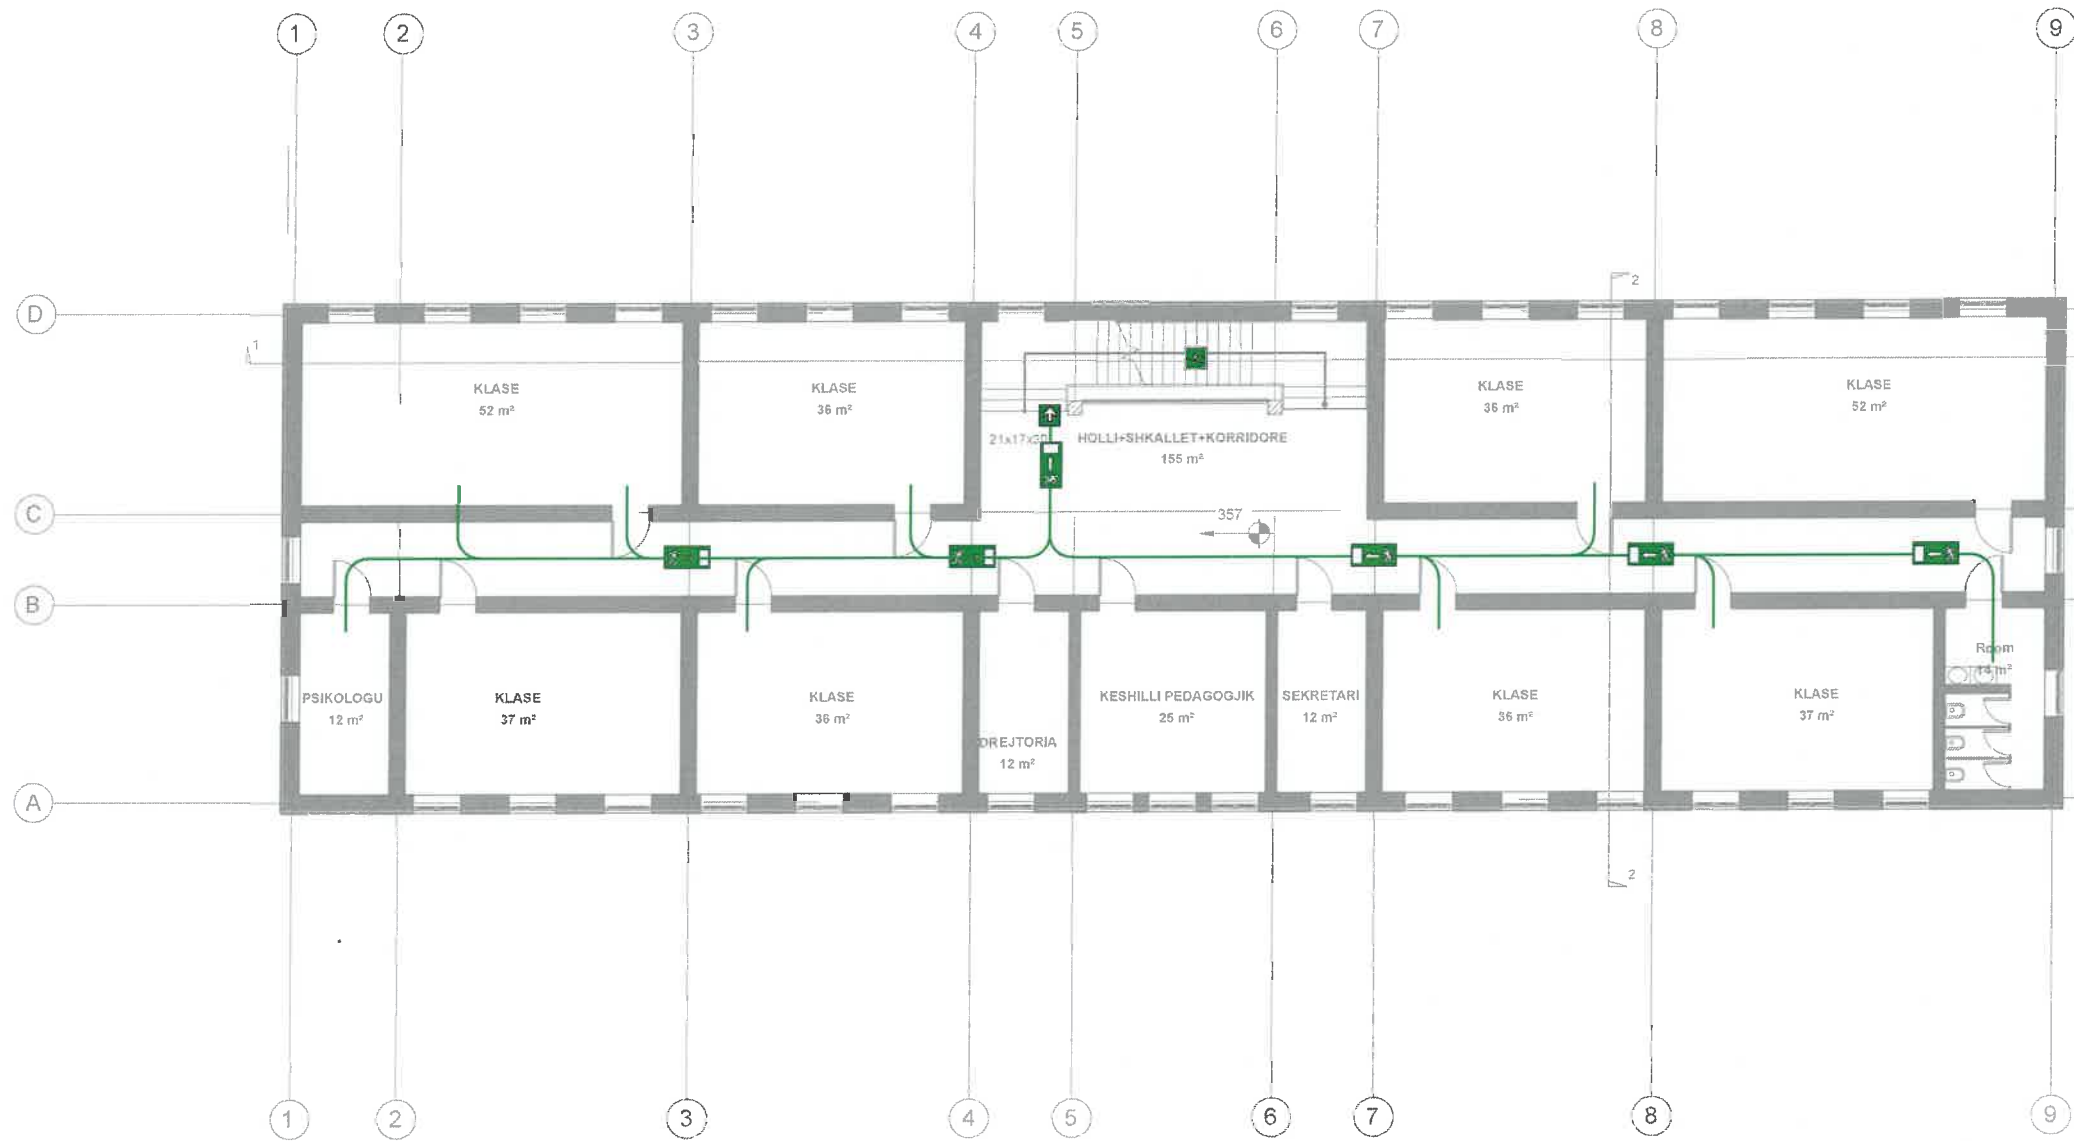 1 2 3 4 5 6 7 8 9
2
D
1
KLASE
52 m²
KLASE
36 m²
KLASE
36 m²
KLASE
52 m²
21x17x30
HOLLI+SHKALLET+KORRIDORE
155 m²
C
357
B
PSIKOLOGU
12 m²
KLASE
37 m²
KLASE
36 m²
DREJTORIA
12 m²
KESHILLI PEDAGOGJIK
25 m²
SEKRETARI
12 m²
KLASE
36 m²
KLASE
37 m²
Room
14 m²
A
2
1 2 3 4 5 6 7 8 9